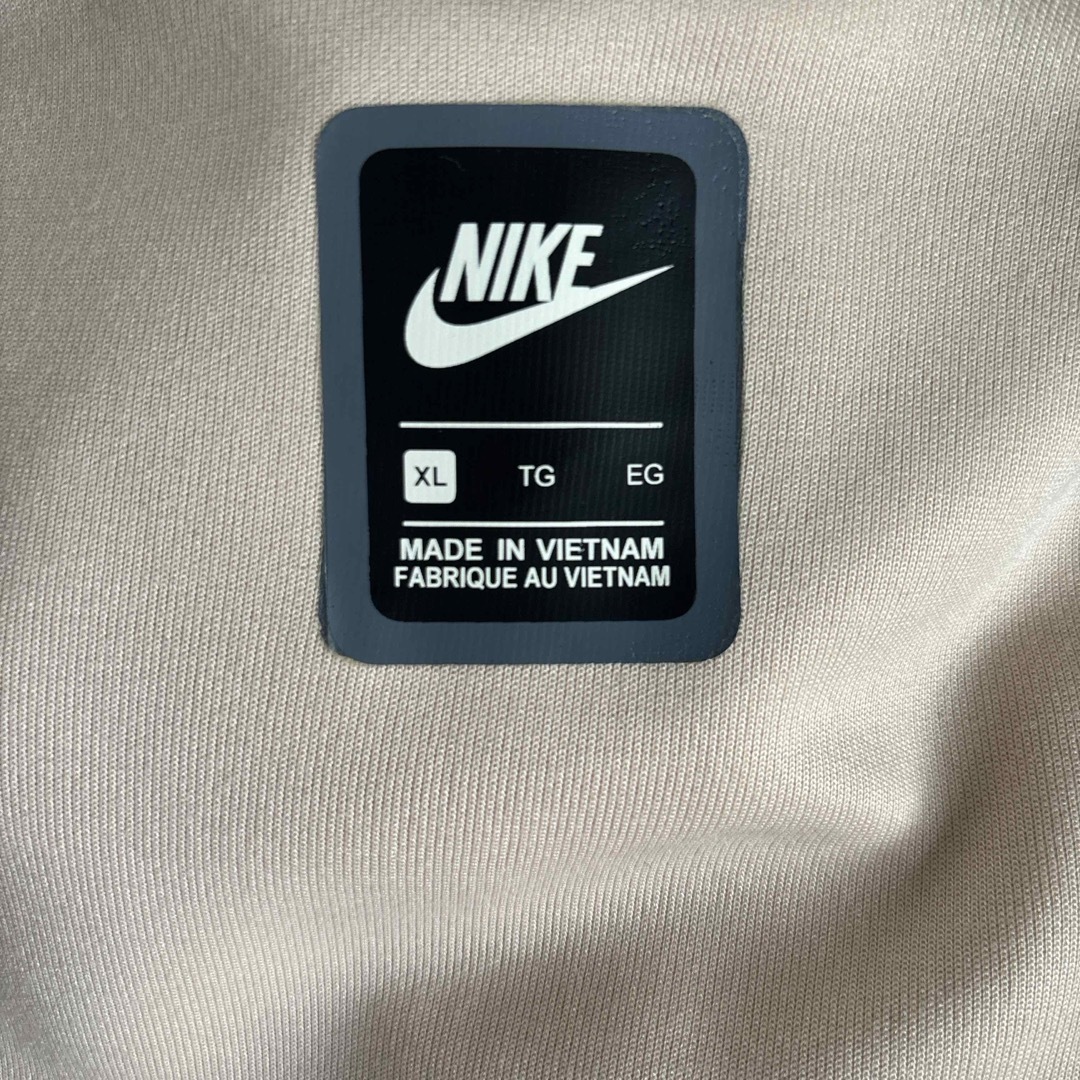 NIKE
XL TG EG
MADE IN VIETNAM
FABRIQUE AU VIETNAM